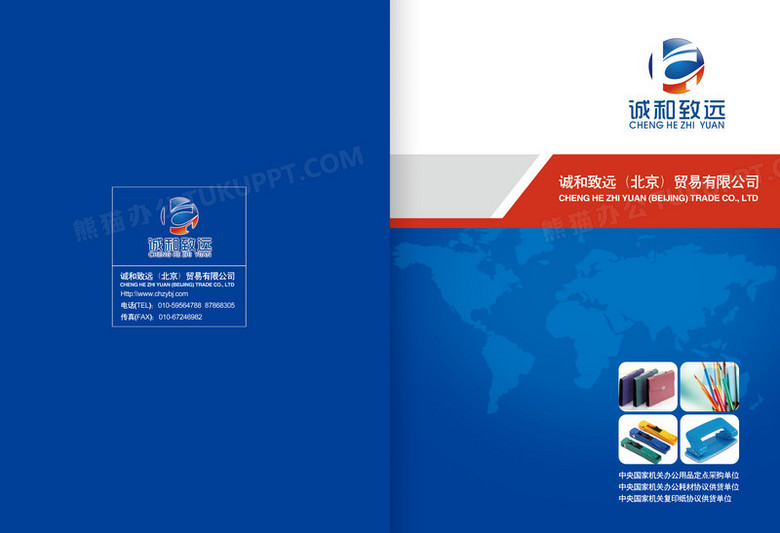 诚和致远
CHENG HE ZHI YUAN
诚和致远（北京）贸易有限公司
CHENG HE ZHI YUAN (BEIJING) TRADE CO., LTD
Http:\\www.chzybj.com
电话(TEL)：010-59564788 87868305
传真(FAX)：010-67246982
熊猫办公 TUKUPPT.COM
诚和致远
CHENG HE ZHI YUAN
诚和致远（北京）贸易有限公司
CHENG HE ZHI YUAN (BEIJING) TRADE CO., LTD
中央国家机关办公用品定点采购单位
中央国家机关办公耗材协议供货单位
中央国家机关复印纸协议供货单位